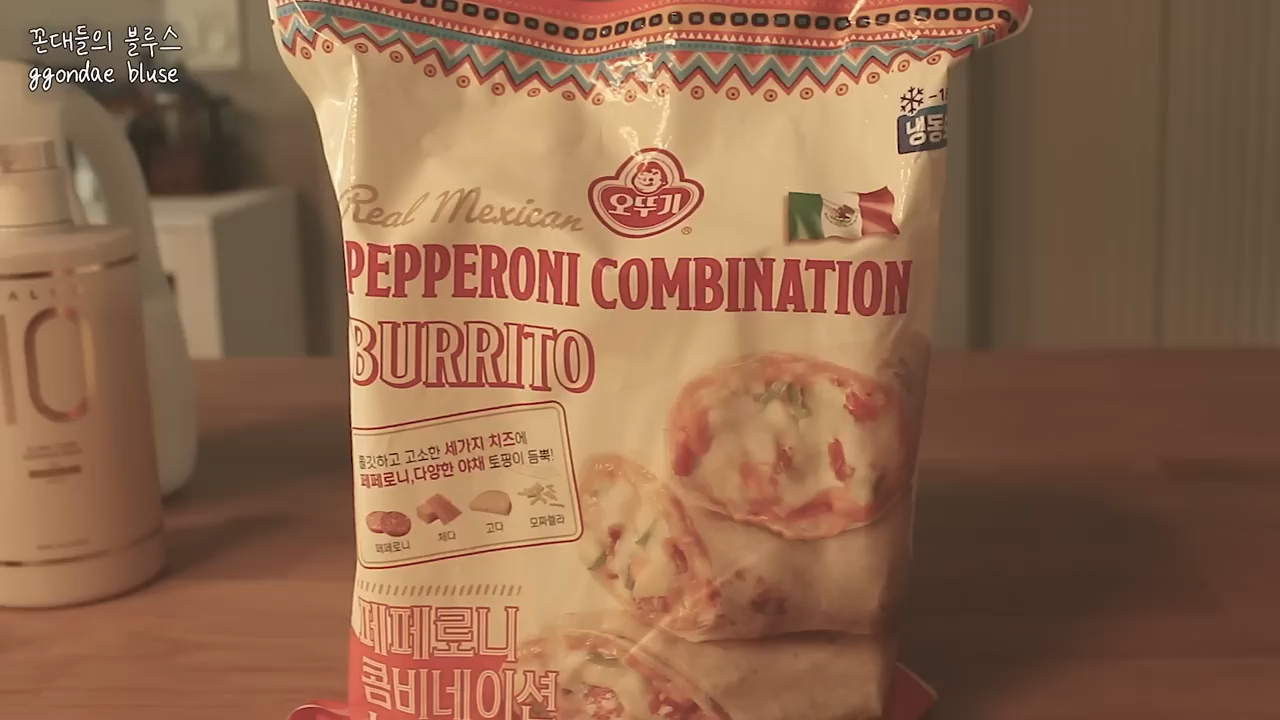 꼰대들의 블루스
ggondae bluse
냉동
Real Mexican
오뚜기
PEPPERONI COMBINATION
BURRITO
10
쫄깃하고 고소한 세가지 치즈에
페페로니,다양한 야채 토핑이 듬뿍!
페페로니
체다
고다
모짜렐라
페페로니
콤비네이션